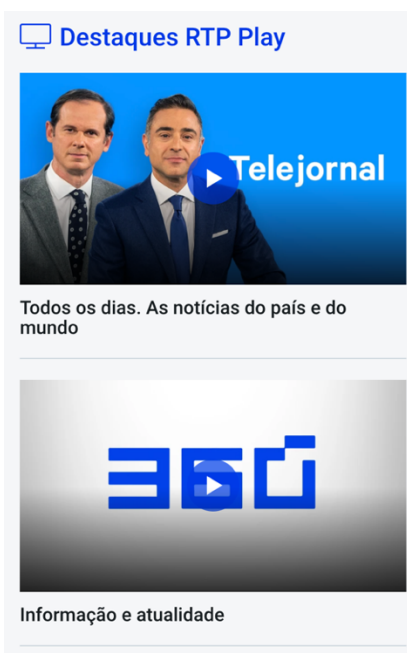 Destaques RTP Play
Telejornal
Todos os dias. As notícias do país e do
mundo
360
Informação e atualidade